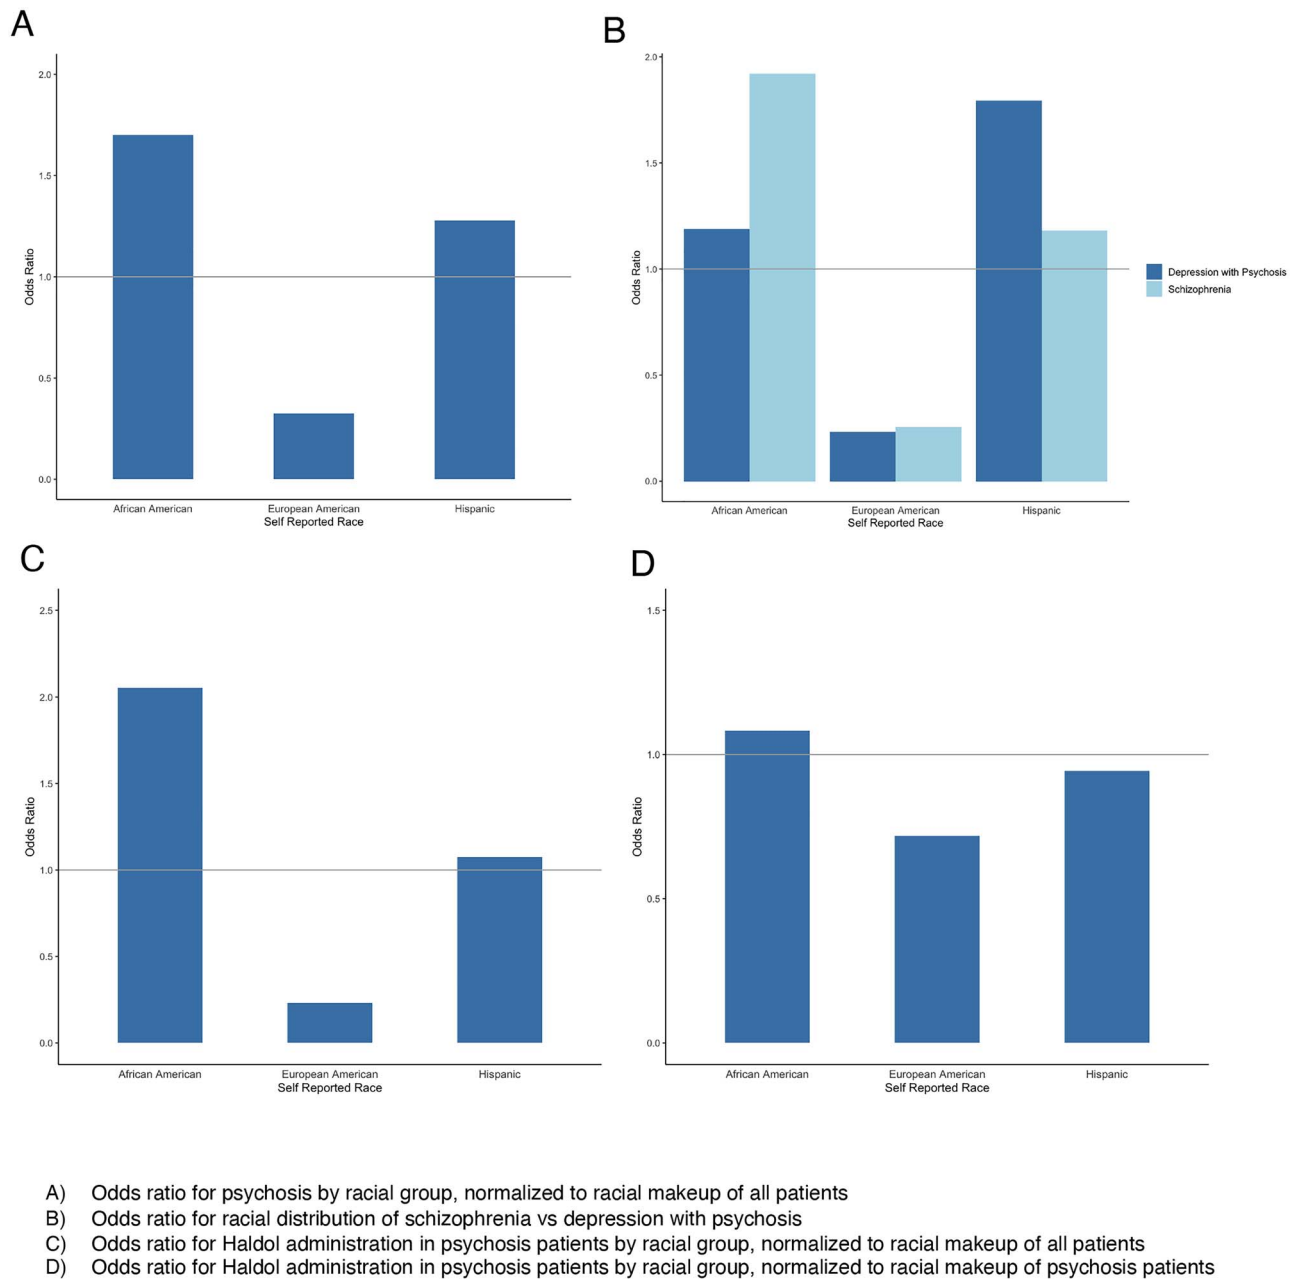 A
2.0
1.5
1.0
0.5
0.0
Odds Ratio
African American
European American
Hispanic
Self Reported Race
B
2.0
1.5
1.0
0.5
0.0
Odds Ratio
African American
European American
Hispanic
Self Reported Race
Depression with Psychosis
Schizophrenia
C
2.5
2.0
1.5
1.0
0.5
0.0
Odds Ratio
African American
European American
Hispanic
Self Reported Race
D
1.5
1.0
0.5
0.0
Odds Ratio
African American
European American
Hispanic
Self Reported Race
A) Odds ratio for psychosis by racial group, normalized to racial makeup of all patients
B) Odds ratio for racial distribution of schizophrenia vs depression with psychosis
C) Odds ratio for Haldol administration in psychosis patients by racial group, normalized to racial makeup of all patients
D) Odds ratio for Haldol administration in psychosis patients by racial group, normalized to racial makeup of psychosis patients